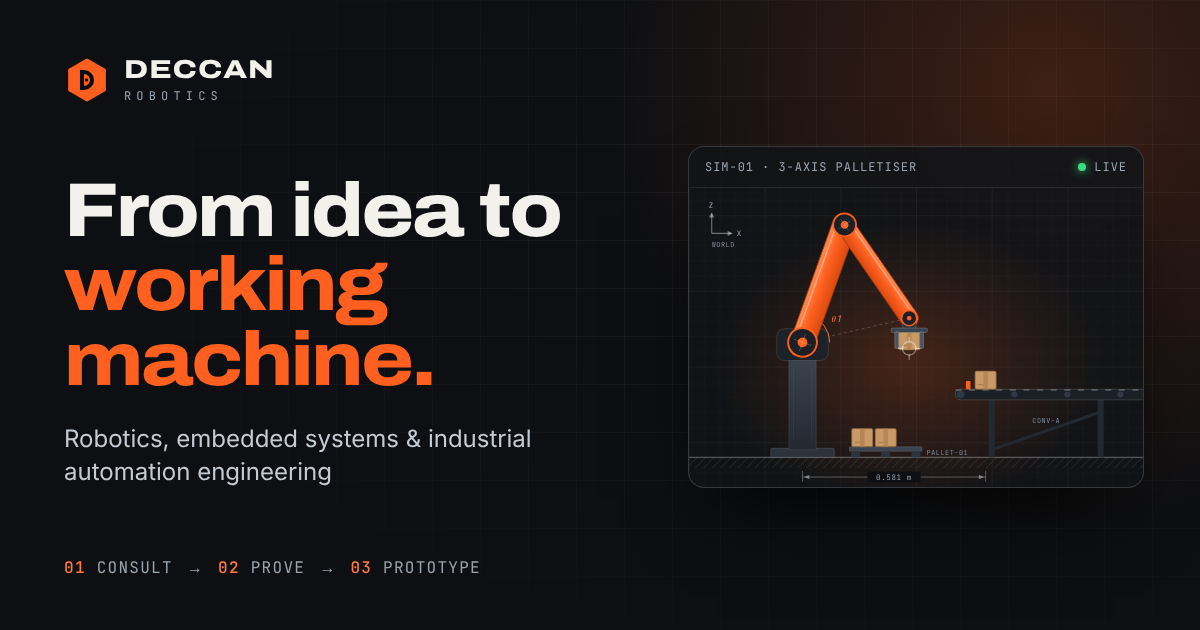 DECCAN
ROBOTICS
From idea to
working
machine.
Robotics, embedded systems & industrial
automation engineering
01 CONSULT → 02 PROVE → 03 PROTOTYPE
SIM-01 · 3-AXIS PALLETISER
LIVE
Z
X
WORLD
θ1
CONV-A
PALLET-01
0.581 m